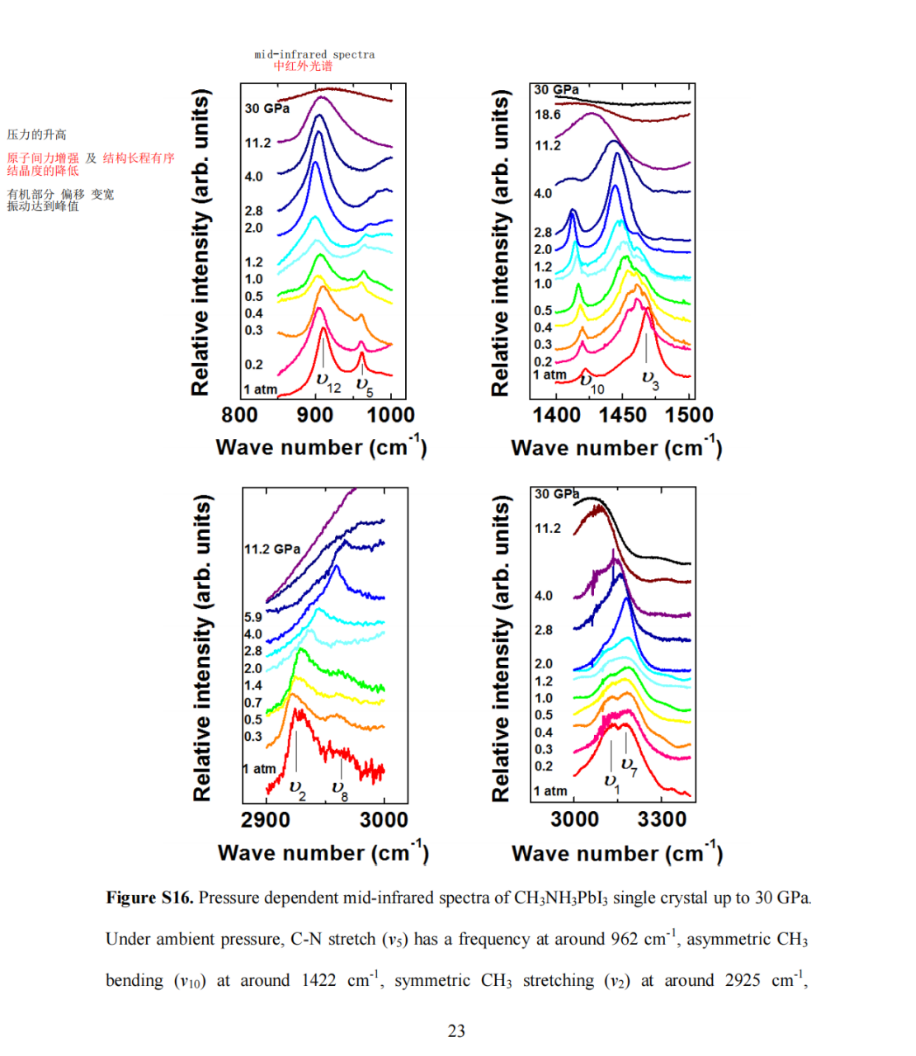 mid-infrared spectra
中红外光谱
压力的升高
原子间力增强 及 结构长程有序
结晶度的降低
有机部分 偏移 变宽
振动达到峰值
Relative intensity (arb. units)
30 GPa
11.2
4.0
2.8
2.0
1.2
1.0
0.5
0.4
0.3
0.2
1 atm
υ12
υ5
800 900 1000
Wave number (cm-1)
Relative intensity (arb. units)
30 GPa
18.6
11.2
4.0
2.8
2.0
1.2
1.0
0.5
0.4
0.3
0.2
1 atm
υ10
υ3
1400 1450 1500
Wave number (cm-1)
Relative intensity (arb. units)
11.2 GPa
5.9
4.0
2.8
2.0
1.4
0.7
0.5
0.3
1 atm
υ2
υ8
2900 3000
Wave number (cm-1)
Relative intensity (arb. units)
30 GPa
11.2
4.0
2.8
2.0
1.2
1.0
0.5
0.4
0.3
0.2
1 atm
υ1
υ7
3000 3300
Wave number (cm-1)
Figure S16. Pressure dependent mid-infrared spectra of CH3NH3PbI3 single crystal up to 30 GPa.
Under ambient pressure, C-N stretch (ν5) has a frequency at around 962 cm-1, asymmetric CH3
bending (ν10) at around 1422 cm-1, symmetric CH3 stretching (ν2) at around 2925 cm-1,
23